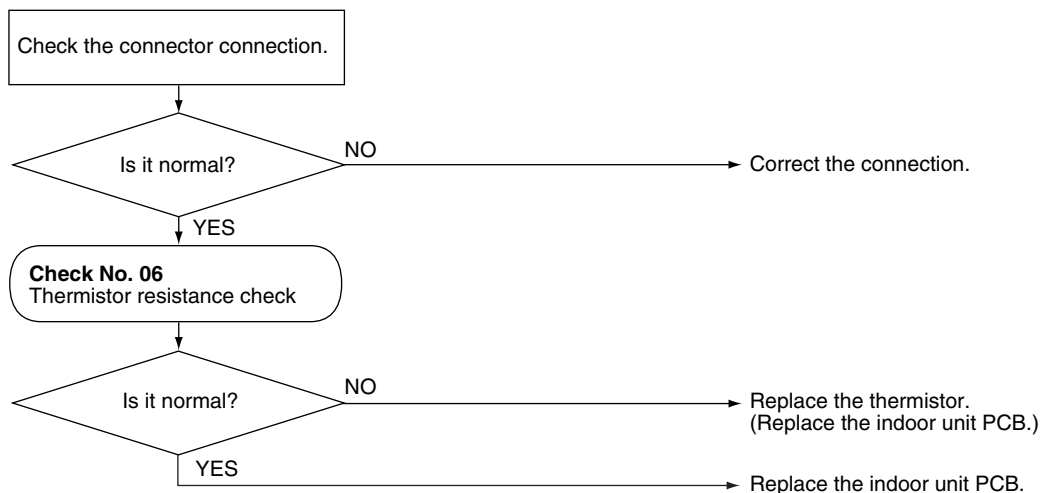 Check the connector connection.
Is it normal?
NO
Correct the connection.
YES
Check No. 06
Thermistor resistance check
Is it normal?
NO
Replace the thermistor.
(Replace the indoor unit PCB.)
YES
Replace the indoor unit PCB.